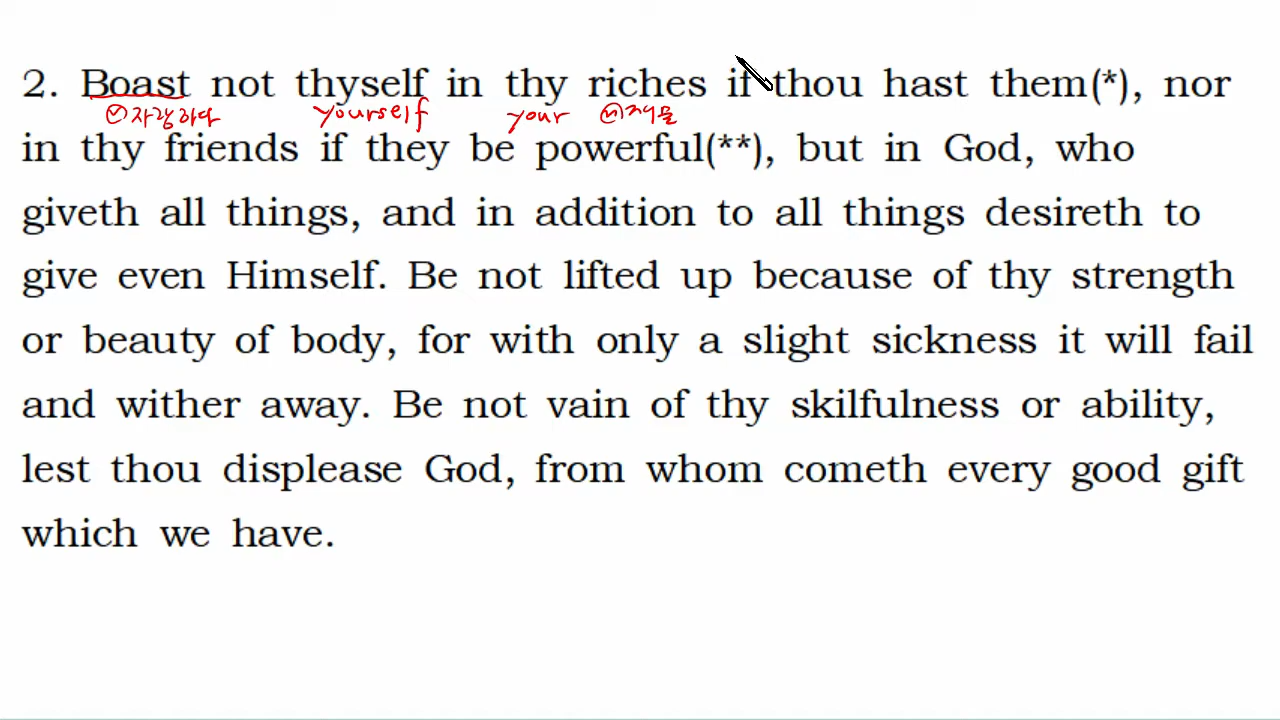 2. Boast not thyself in thy riches if thou hast them(*), nor
ⓥ자랑하다 yourself your ⓝ재물
in thy friends if they be powerful(**), but in God, who
giveth all things, and in addition to all things desireth to
give even Himself. Be not lifted up because of thy strength
or beauty of body, for with only a slight sickness it will fail
and wither away. Be not vain of thy skilfulness or ability,
lest thou displease God, from whom cometh every good gift
which we have.